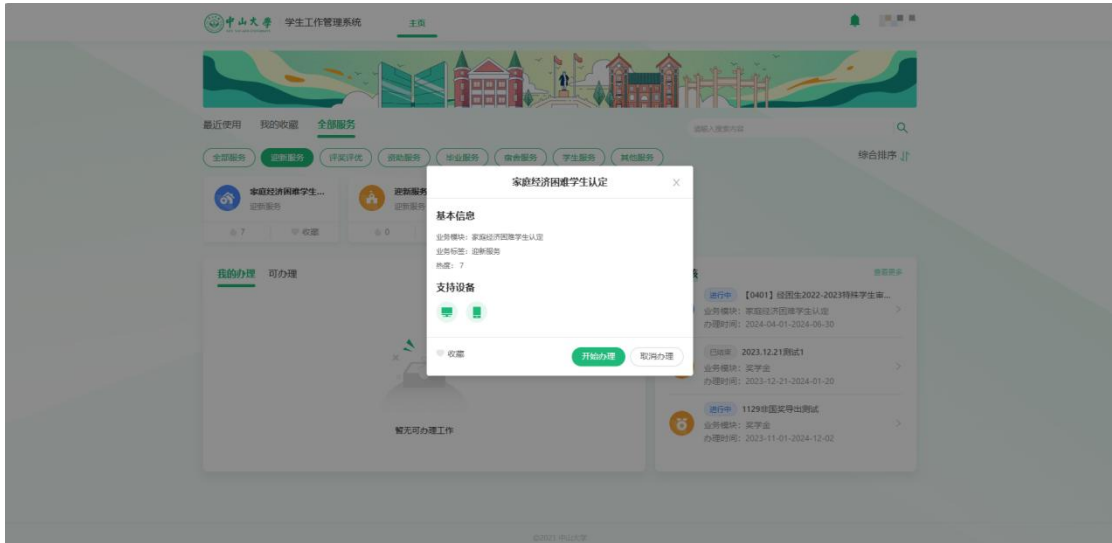 中山大學 学生工作管理系统 主页
最近使用 我的收藏 全部服务
请输入搜索内容
全部服务 迎新服务 评奖评优 资助服务 毕业服务 宿舍服务 学生服务 其他服务
综合排序
家庭经济困难学生...
迎新服务
7 收藏
迎新服务
迎新服务
0
家庭经济困难学生认定
基本信息
业务模块：家庭经济困难学生认定
业务标签：迎新服务
热度：7
支持设备
收藏 开始办理 取消办理
我的办理 可办理
暂无可办理工作
查看更多
进行中 【0401】经困生2022-2023特殊学生审...
业务模块：家庭经济困难学生认定
办理时间：2024-04-01-2024-06-30
已结束 2023.12.21测试1
业务模块：奖学金
办理时间：2023-12-21-2024-01-20
进行中 1129非国奖导出测试
业务模块：奖学金
办理时间：2023-11-01-2024-12-02
©2023 中山大学